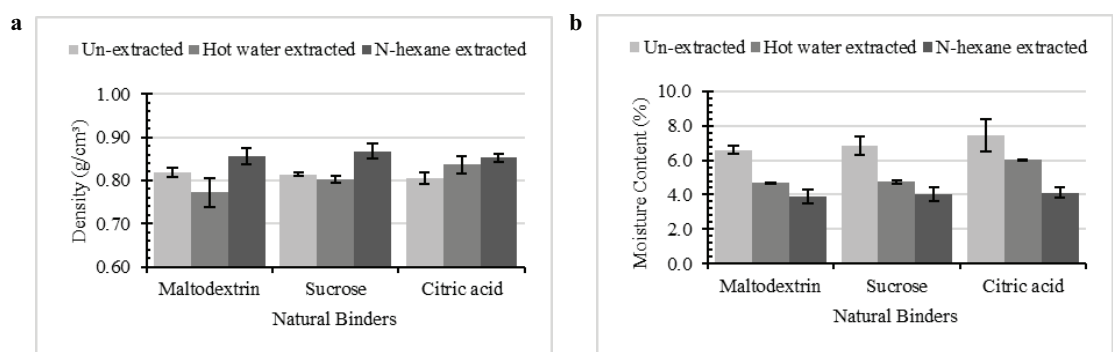 a
Un-extracted Hot water extracted N-hexane extracted
1.00
0.90
0.80
0.70
0.60
Density (g/cm³)
Maltodextrin Sucrose Citric acid
Natural Binders
b
Un-extracted Hot water extracted N-hexane extracted
10.0
8.0
6.0
4.0
2.0
0.0
Moisture Content (%)
Maltodextrin Sucrose Citric acid
Natural Binders